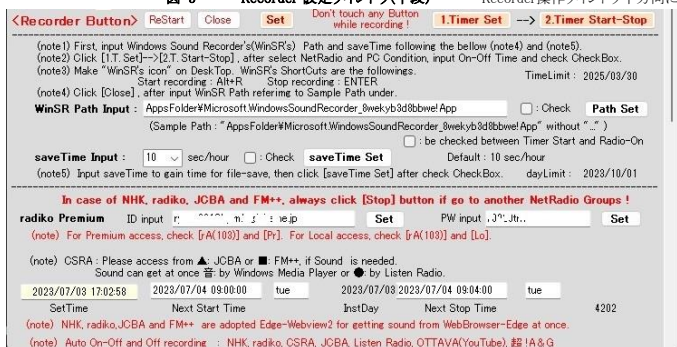 <Recorder Button> ReStart Close Set Don't touch any Button while recording ! 1.Timer Set --> 2.Timer Start-Stop
(note1) First, input Windows Sound Recorder's(WinSR's) Path and saveTime following the bellow (note4) and (note5).
(note2) Click [1.T. Set]-->[2.T. Start-Stop] , after select NetRadio and PC Condition, input On-Off Time and check CheckBox.
(note3) Make "WinSR's icon" on DeskTop. WinSR's ShortCuts are the followings.
Start recording : Alt+R Stop recording : ENTER TimeLimit : 2025/03/30
(note4) Click [Close] , after input WinSR Path refering to Sample Path under.
WinSR Path Input : AppsFolder¥Microsoft.WindowsSoundRecorder_8wekyb3d8bbwe!App : Check Path Set
(Sample Path : "AppsFolder¥Microsoft.WindowsSoundRecorder_8wekyb3d8bbwe!App" without "..." )
: be checked between Timer Start and Radio-On
saveTime Input : 10 sec/hour : Check saveTime Set Default : 10 sec/hour
(note5) Input saveTime to gain time for file-save, then click [saveTime Set] after check CheckBox. dayLimit : 2023/10/01
In case of NHK, radiko, JCBA and FM++, always click [Stop] button if go to another NetRadio Groups !
radiko Premium ID input Set PW input Set
(note) For Premium access, check [rA(103)] and [Pr]. For Local access, check [rA(103)] and [Lo].
(note) CSRA : Please access from ▲: JCBA or ■: FM++, if Sound is needed.
Sound can get at once 音: by Windows Media Player or ●: by Listen Radio.
2023/07/03 17:02:58 2023/07/04 09:00:00 tue 2023/07/03 2023/07/04 09:04:00 tue
SetTime Next Start Time InstDay Next Stop Time 4202
(note) NHK, radiko,JCBA and FM++ are adopted Edge-Webview2 for getting sound from WebBrowser-Edge at once.
(note) Auto On-Off and Off recording : NHK, radiko, CSRA, JCBA, Listen Radio, OTTAVA(YouTube), 超!A&G